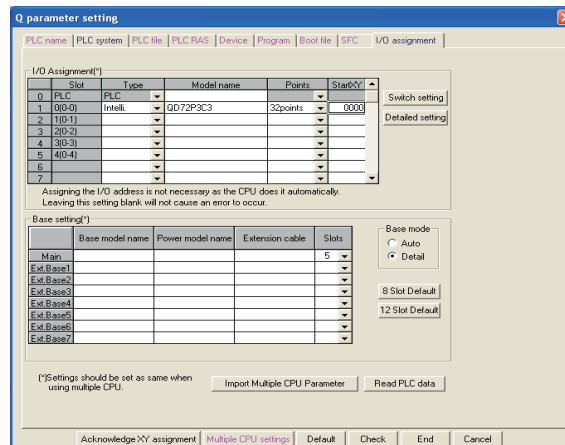 Q parameter setting
PLC name PLC system PLC file PLC RAS Device Program Boot file SFC I/O assignment
I/O Assignment(*)
Slot Type Model name Points StartXY
0 PLC PLC
1 0(0-0) Intelli. QD72P3C3 32points 0000
2 1(0-1)
3 2(0-2)
4 3(0-3)
5 4(0-4)
6
7
Switch setting
Detailed setting
Assigning the I/O address is not necessary as the CPU does it automatically.
Leaving this setting blank will not cause an error to occur.
Base setting(*)
Base model name Power model name Extension cable Slots
Main 5
Ext.Base1
Ext.Base2
Ext.Base3
Ext.Base4
Ext.Base5
Ext.Base6
Ext.Base7
Base mode
Auto
Detail
8 Slot Default
12 Slot Default
(*)Settings should be set as same when
using multiple CPU.
Import Multiple CPU Parameter Read PLC data
Acknowledge XY assignment Multiple CPU settings Default Check End Cancel